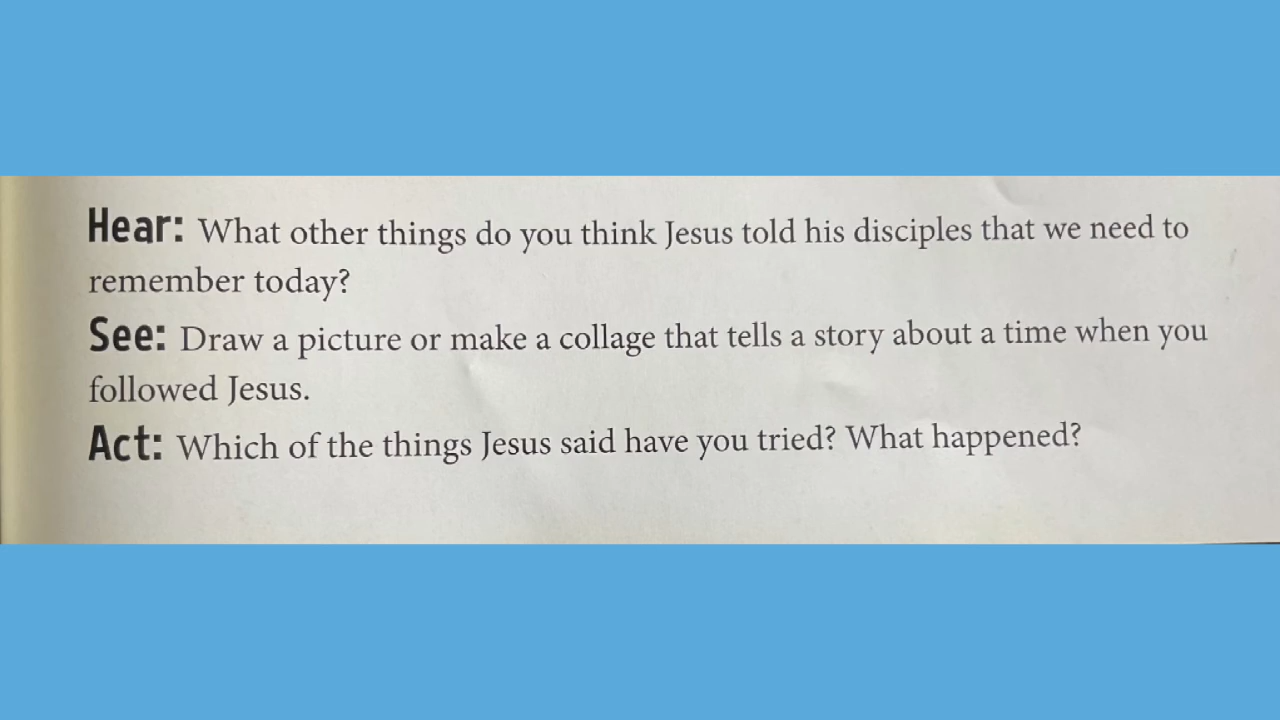 Hear: What other things do you think Jesus told his disciples that we need to
remember today?
See: Draw a picture or make a collage that tells a story about a time when you
followed Jesus.
Act: Which of the things Jesus said have you tried? What happened?